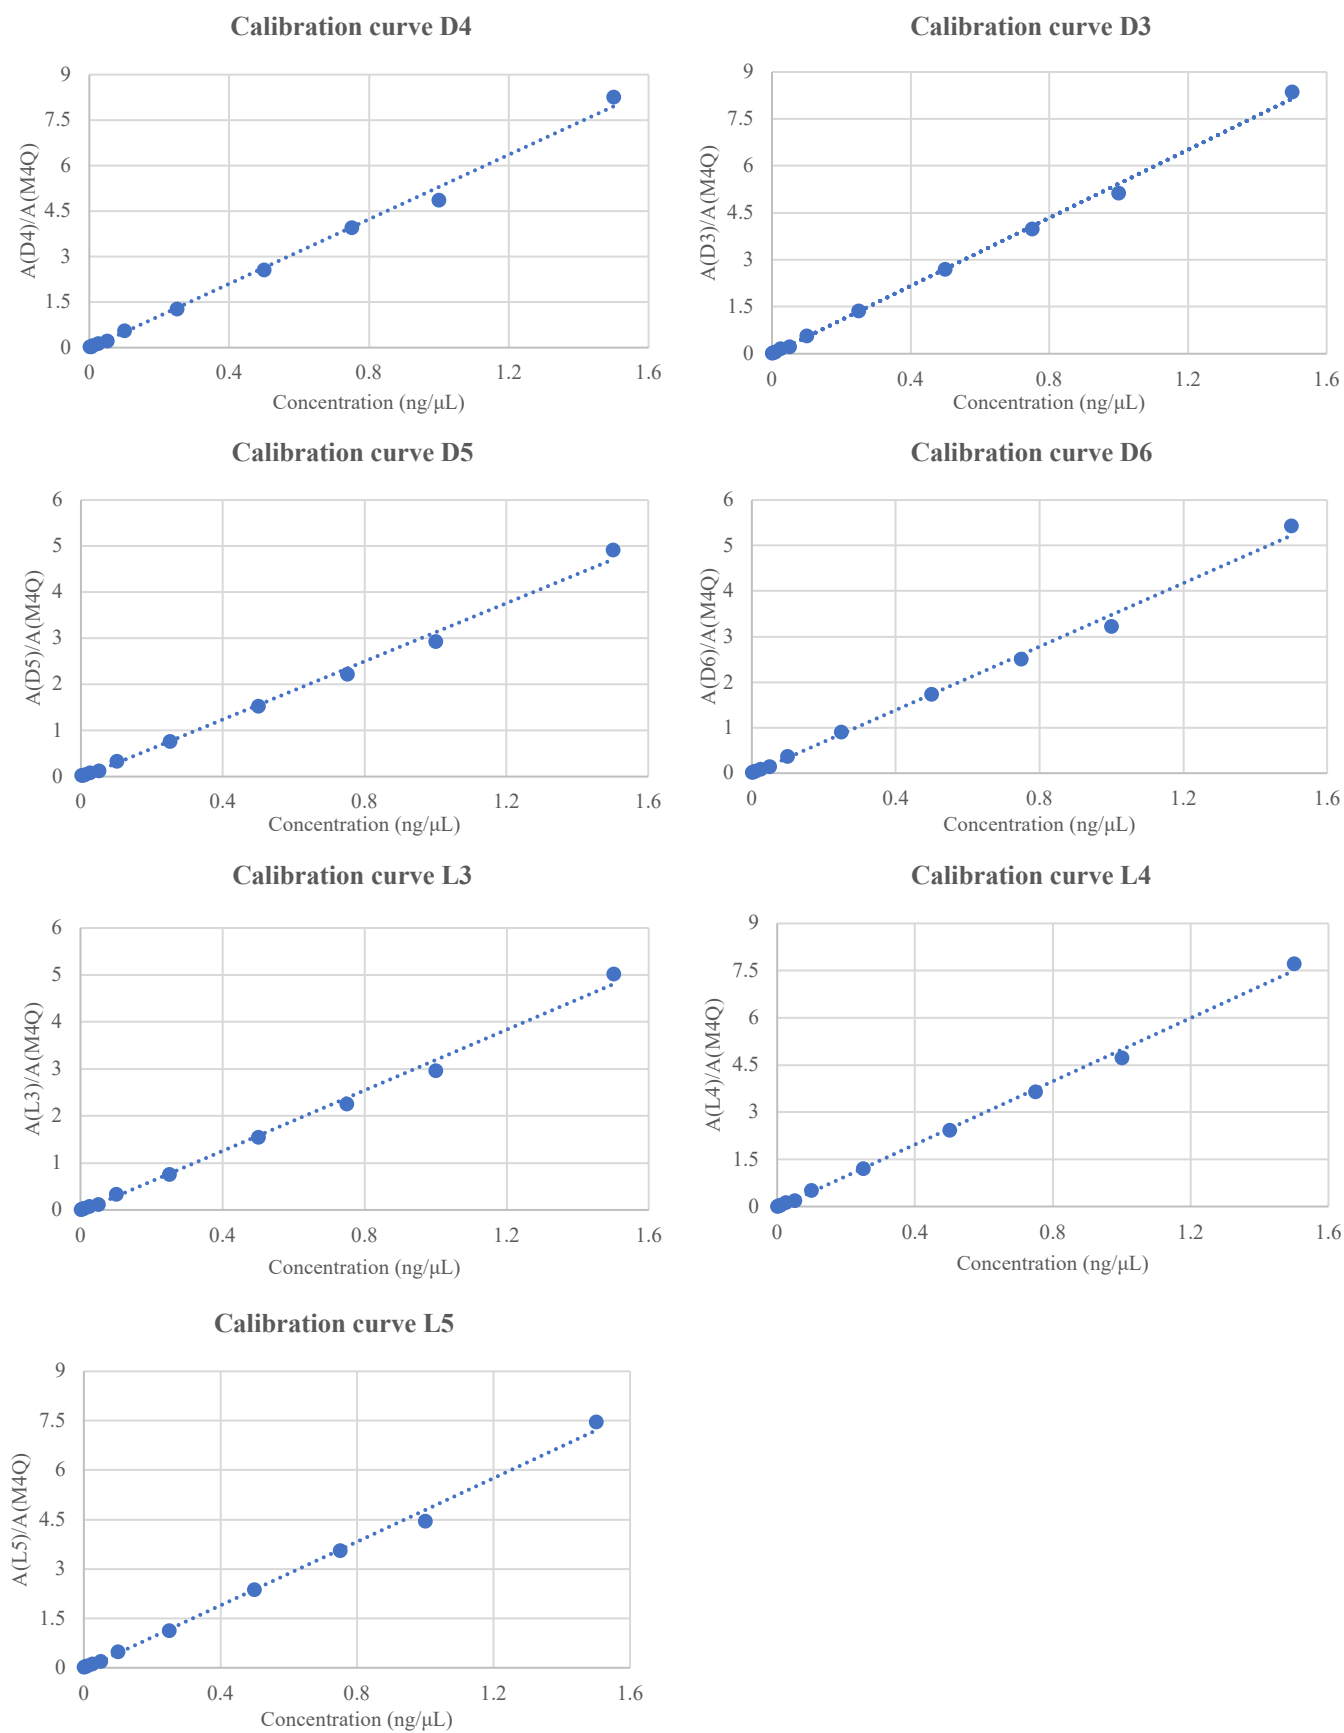 Calibration curve D4
9
7.5
6
4.5
3
1.5
0
A(D4)/A(M4Q)
0 0.4 0.8 1.2 1.6
Concentration (ng/μL)
Calibration curve D3
9
7.5
6
4.5
3
1.5
0
A(D3)/A(M4Q)
0 0.4 0.8 1.2 1.6
Concentration (ng/μL)
Calibration curve D5
6
5
4
3
2
1
0
A(D5)/A(M4Q)
0 0.4 0.8 1.2 1.6
Concentration (ng/μL)
Calibration curve D6
6
5
4
3
2
1
0
A(D6)/A(M4Q)
0 0.4 0.8 1.2 1.6
Concentration (ng/μL)
Calibration curve L3
6
5
4
3
2
1
0
A(L3)/A(M4Q)
0 0.4 0.8 1.2 1.6
Concentration (ng/μL)
Calibration curve L4
9
7.5
6
4.5
3
1.5
0
A(L4)/A(M4Q)
0 0.4 0.8 1.2 1.6
Concentration (ng/μL)
Calibration curve L5
9
7.5
6
4.5
3
1.5
0
A(L5)/A(M4Q)
0 0.4 0.8 1.2 1.6
Concentration (ng/μL)